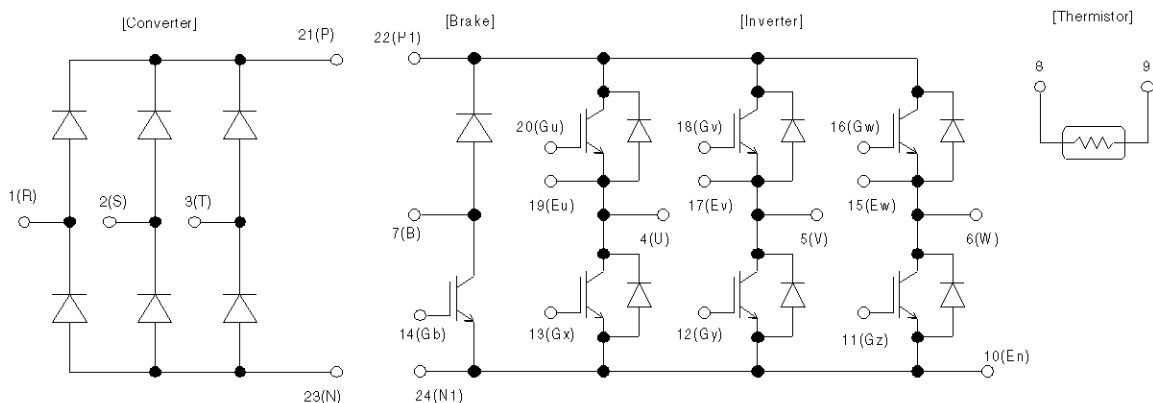 [Converter]
[Brake]
[Inverter]
[Thermistor]
21(P)
22(P1)
8
9
20(Gu)
18(Gv)
16(Gw)
1(R)
2(S)
3(T)
19(Eu)
17(Ev)
15(Ew)
7(B)
4(U)
5(V)
6(W)
14(Gb)
13(Gx)
12(Gy)
11(Gz)
10(En)
23(N)
24(N1)